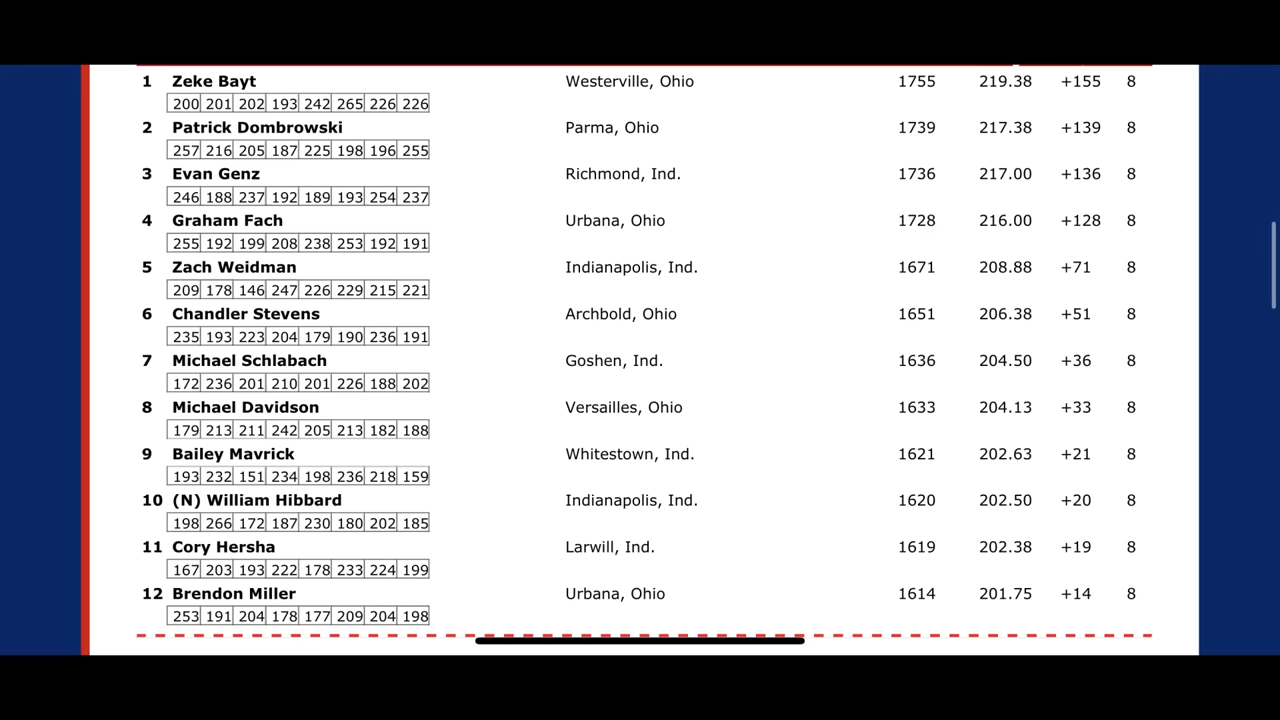 1 Zeke Bayt Westerville, Ohio 1755 219.38 +155 8
200 201 202 193 242 265 226 226
2 Patrick Dombrowski Parma, Ohio 1739 217.38 +139 8
257 216 205 187 225 198 196 255
3 Evan Genz Richmond, Ind. 1736 217.00 +136 8
246 188 237 192 189 193 254 237
4 Graham Fach Urbana, Ohio 1728 216.00 +128 8
255 192 199 208 238 253 192 191
5 Zach Weidman Indianapolis, Ind. 1671 208.88 +71 8
209 178 146 247 226 229 215 221
6 Chandler Stevens Archbold, Ohio 1651 206.38 +51 8
235 193 223 204 179 190 236 191
7 Michael Schlabach Goshen, Ind. 1636 204.50 +36 8
172 236 201 210 201 226 188 202
8 Michael Davidson Versailles, Ohio 1633 204.13 +33 8
179 213 211 242 205 213 182 188
9 Bailey Mavrick Whitestown, Ind. 1621 202.63 +21 8
193 232 151 234 198 236 218 159
10 (N) William Hibbard Indianapolis, Ind. 1620 202.50 +20 8
198 266 172 187 230 180 202 185
11 Cory Hersha Larwill, Ind. 1619 202.38 +19 8
167 203 193 222 178 233 224 199
12 Brendon Miller Urbana, Ohio 1614 201.75 +14 8
253 191 204 178 177 209 204 198